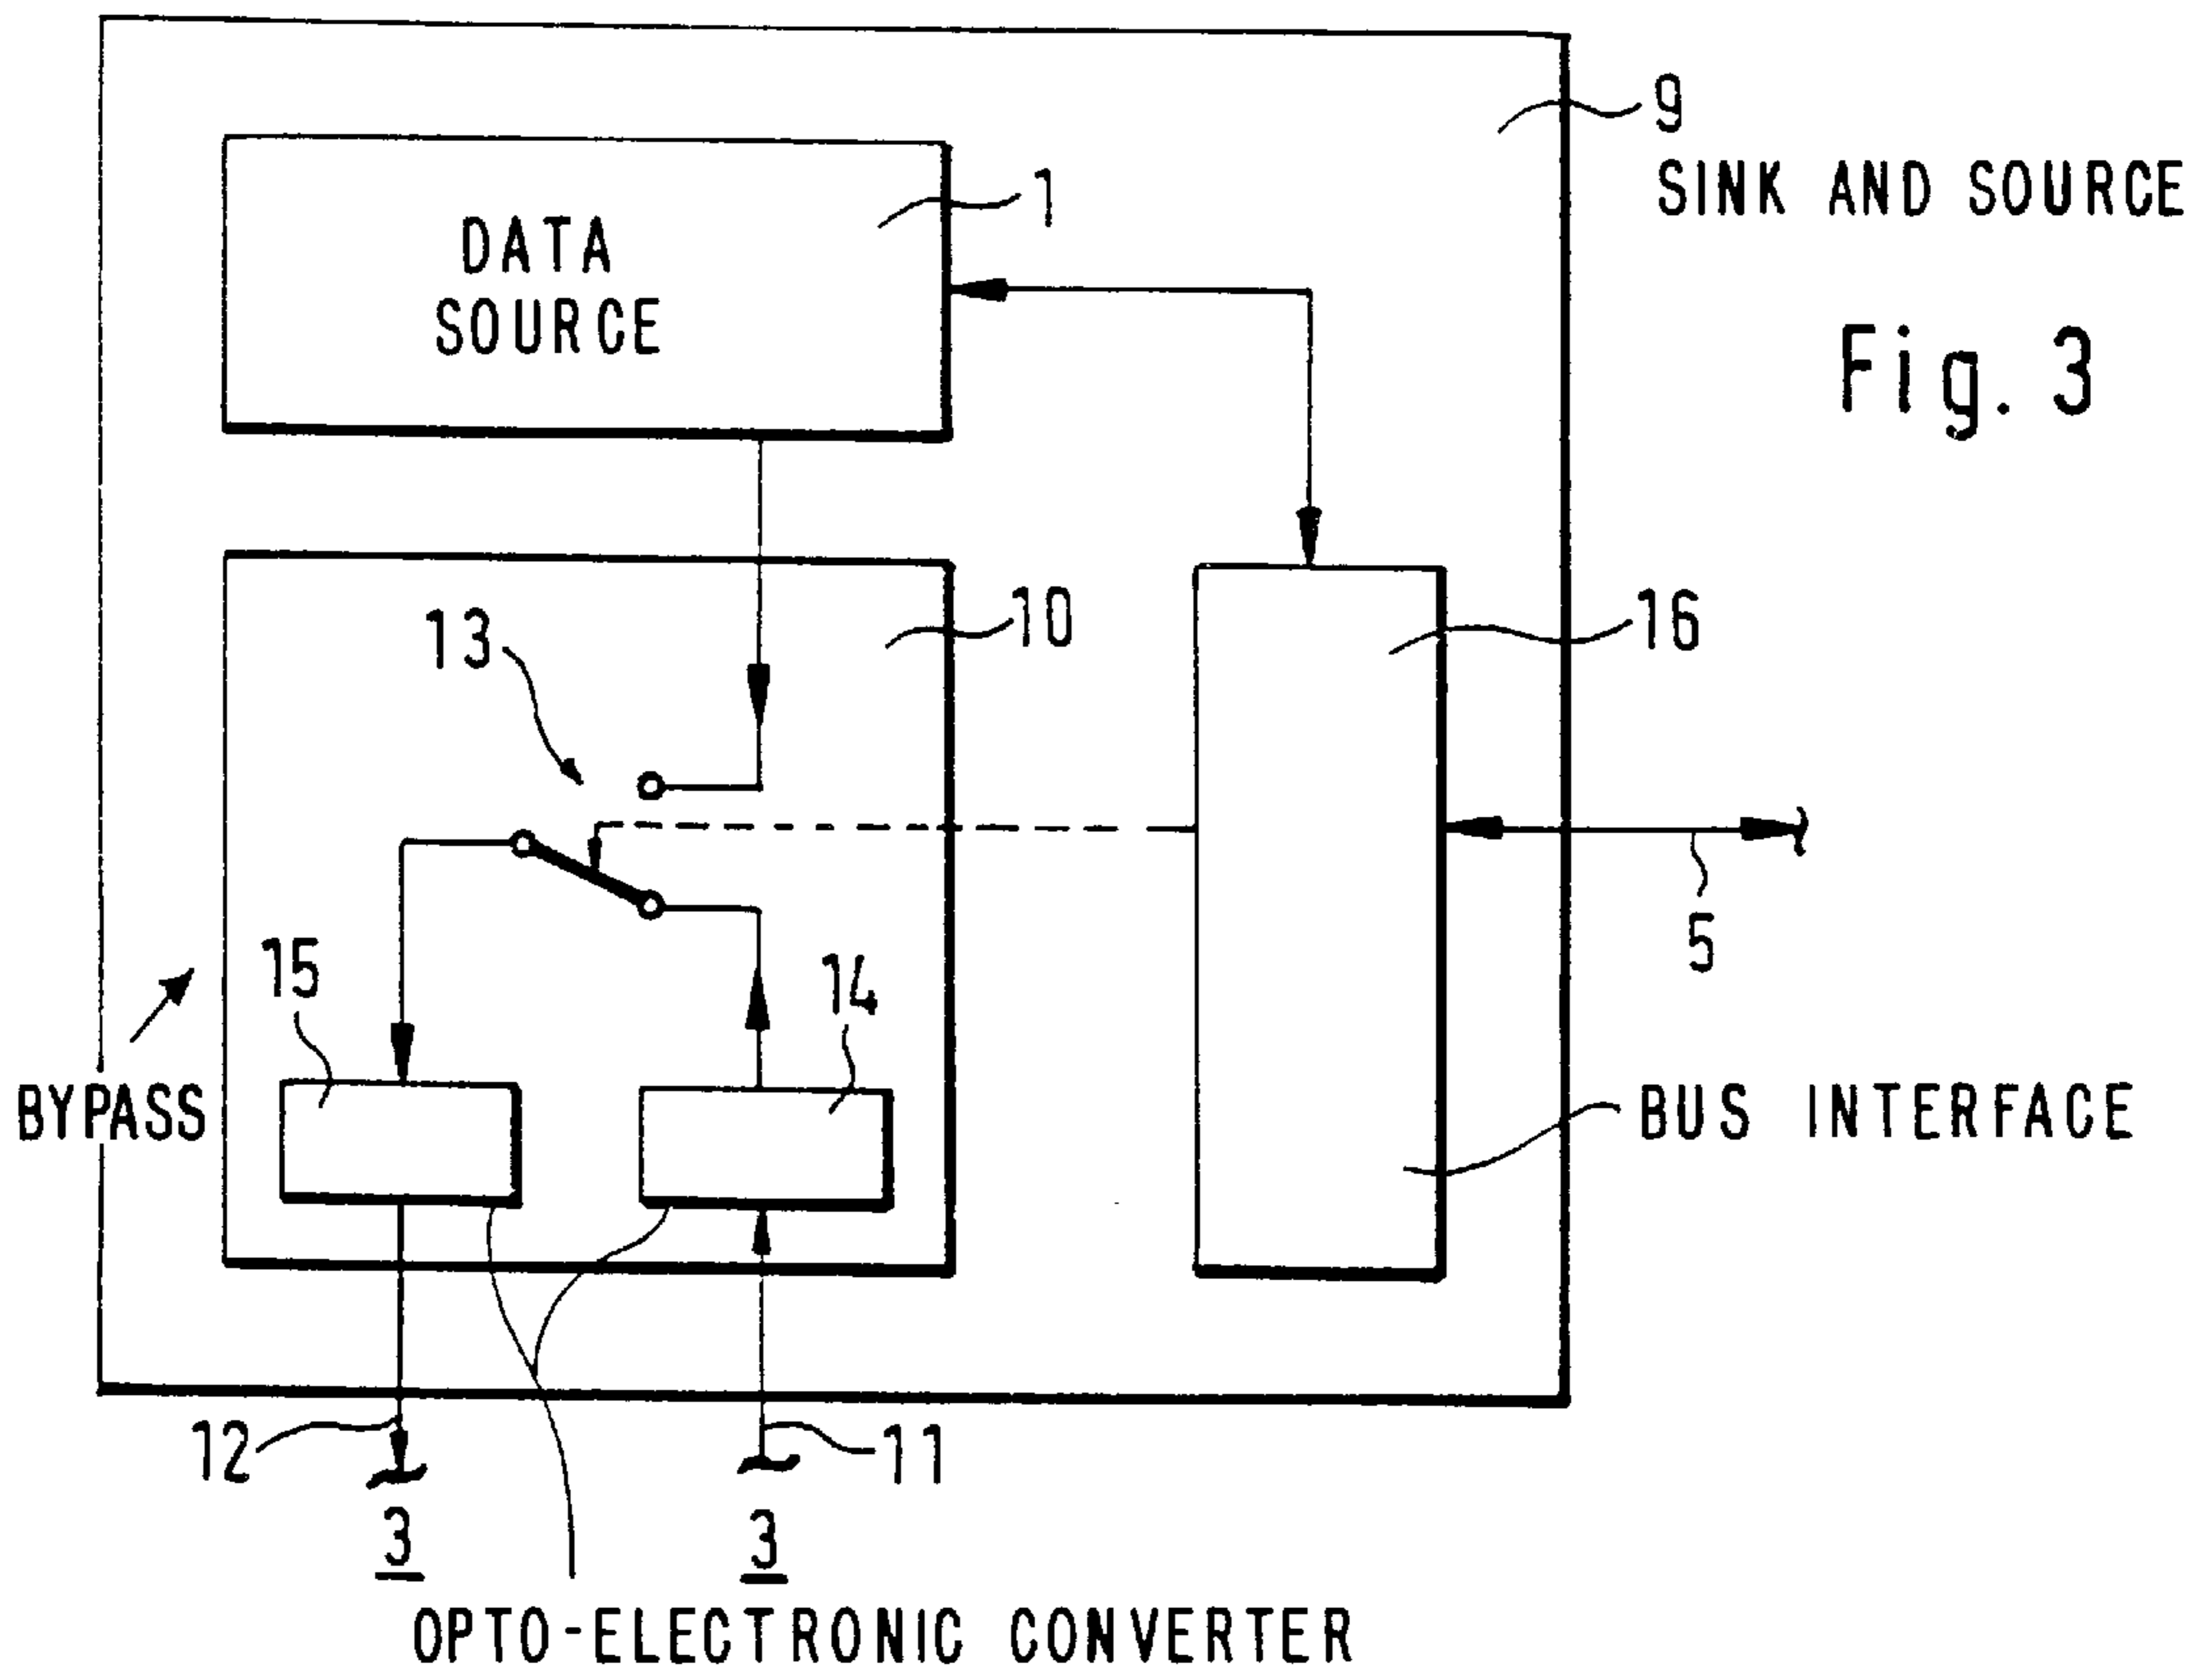 9
SINK AND SOURCE
1
DATA
SOURCE
Fig. 3
10
13
16
5
15
14
BYPASS
BUS INTERFACE
12
11
3
3
OPTO-ELECTRONIC CONVERTER